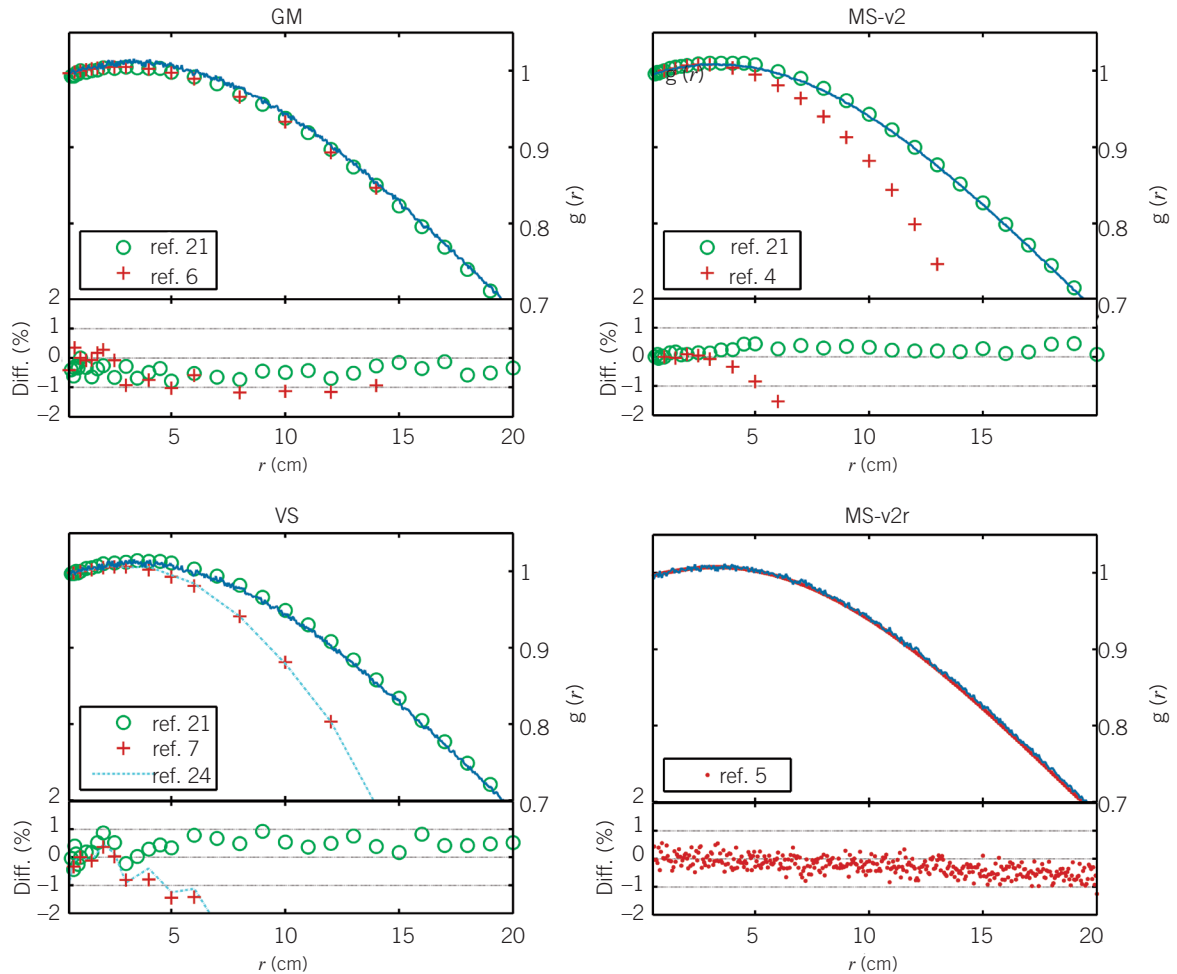 GM
1
0.9
0.8
0.7
g (r)
ref. 21
ref. 6
2
1
0
−1
−2
Diff. (%)
5
10
15
20
r (cm)
MS-v2
g (r)
1
0.9
0.8
0.7
g (r)
ref. 21
ref. 4
2
1
0
−1
−2
Diff. (%)
5
10
15
20
r (cm)
VS
1
0.9
0.8
0.7
g (r)
ref. 21
ref. 7
ref. 24
2
1
0
−1
−2
Diff. (%)
5
10
15
20
r (cm)
MS-v2r
1
0.9
0.8
0.7
g (r)
ref. 5
2
1
0
−1
−2
Diff. (%)
5
10
15
20
r (cm)